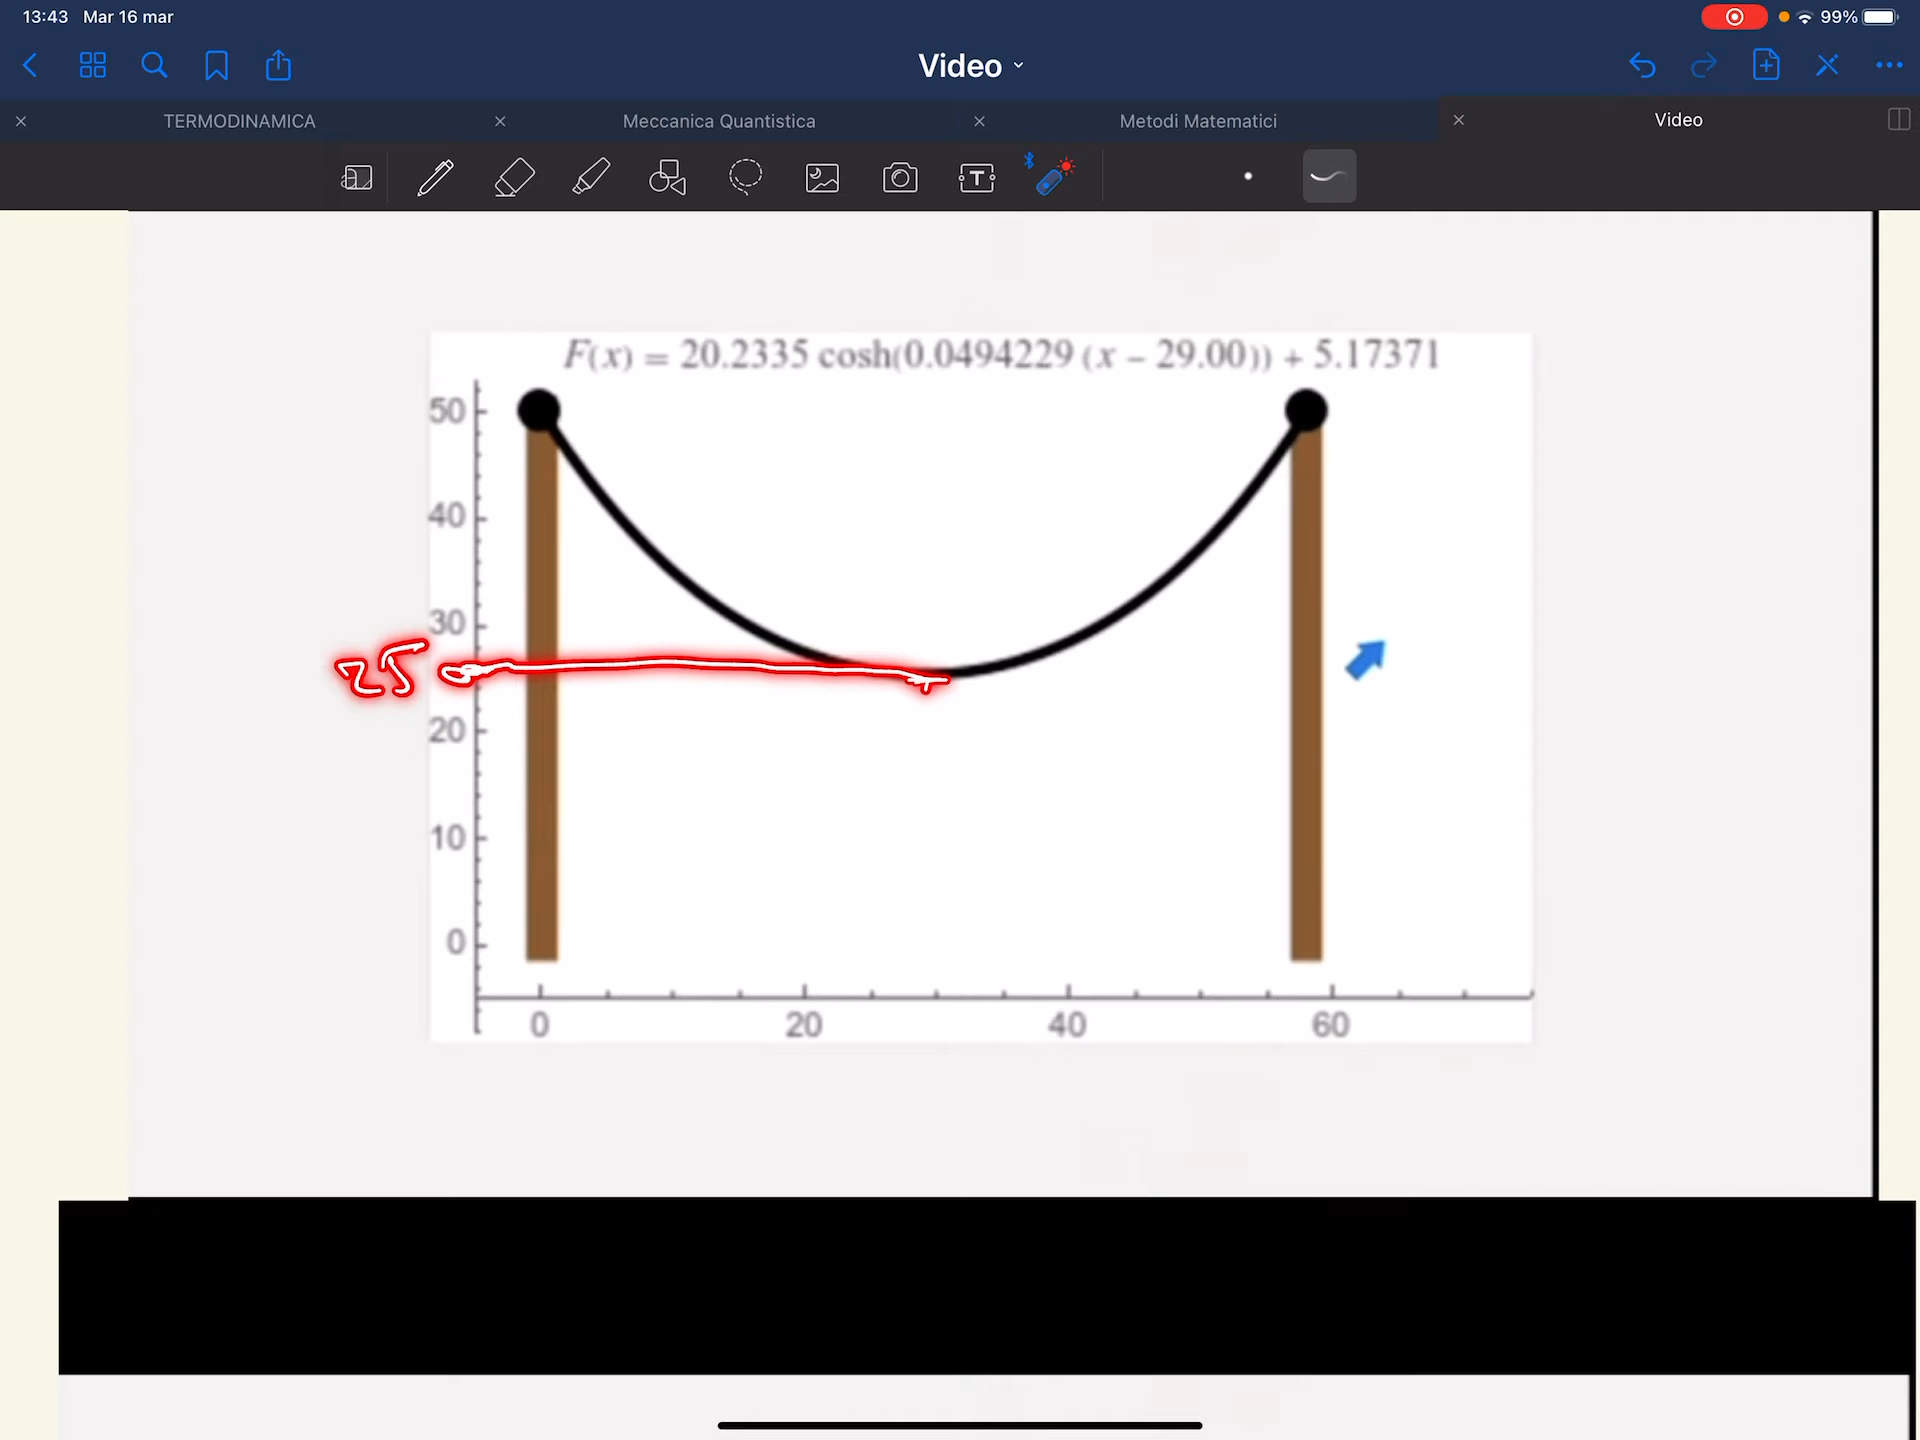 13:43 Mar 16 mar
99%
Video
TERMODINAMICA
Meccanica Quantistica
Metodi Matematici
Video
T
F(x) = 20.2335 cosh(0.0494229 (x − 29.00)) + 5.17371
50
40
30
25
20
10
0
0 20 40 60